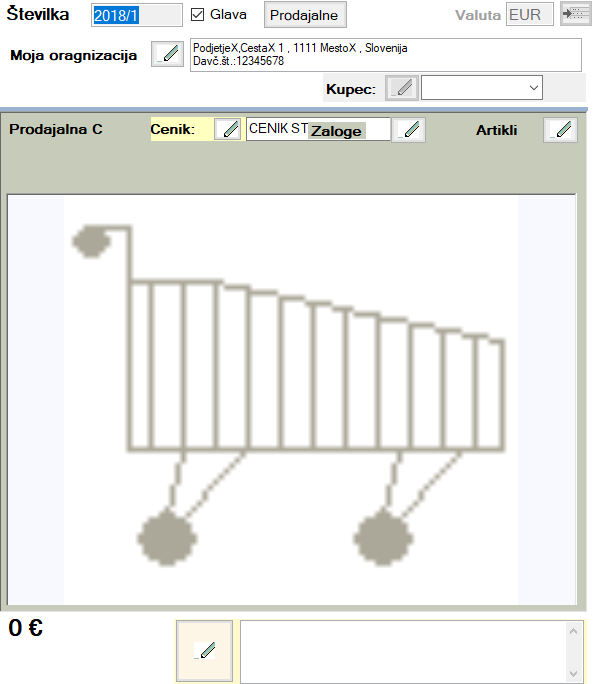 Številka 2018/1 Glava Prodajalne Valuta EUR
Moja oragnizacija
PodjetjeX,CestaX 1 , 1111 MestoX , Slovenija
Davč.št.:12345678
Kupec:
Prodajalna C Cenik: CENIK ST Zaloge Artikli
0 €